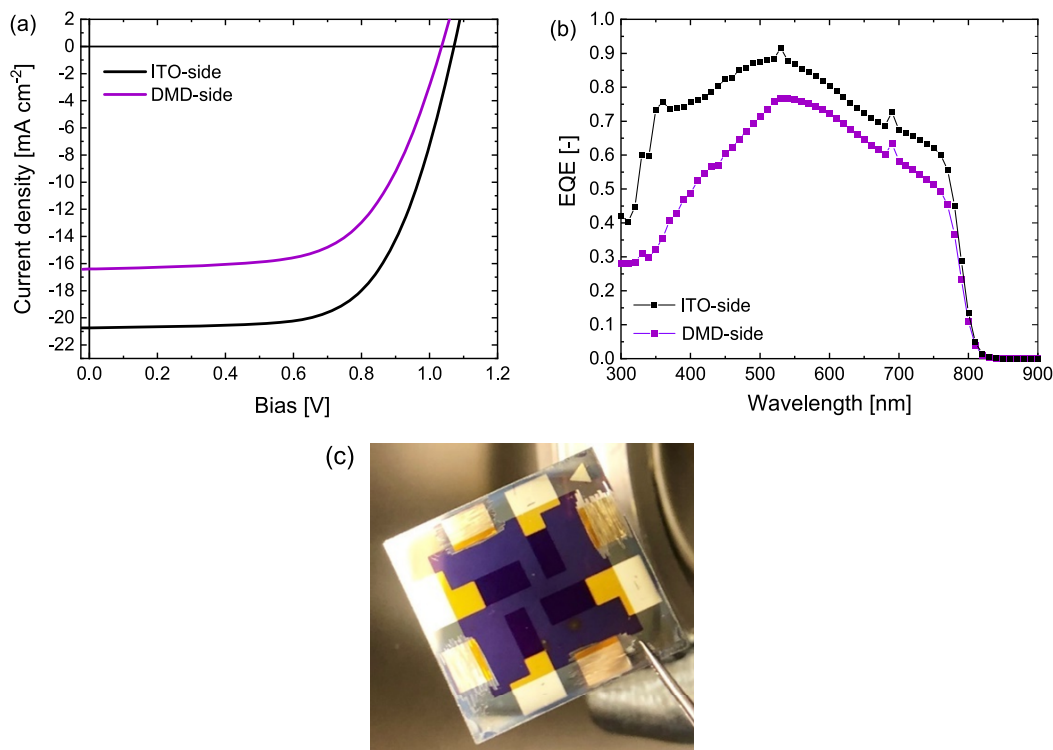 (a)
2
0
-2
-4
-6
-8
-10
-12
-14
-16
-18
-20
-22
ITO-side
DMD-side
Current density [mA cm⁻²]
0.0 0.2 0.4 0.6 0.8 1.0 1.2
Bias [V]
(b)
1.0
0.9
0.8
0.7
0.6
0.5
0.4
0.3
0.2
0.1
0.0
ITO-side
DMD-side
EQE [-]
300 400 500 600 700 800 900
Wavelength [nm]
(c)